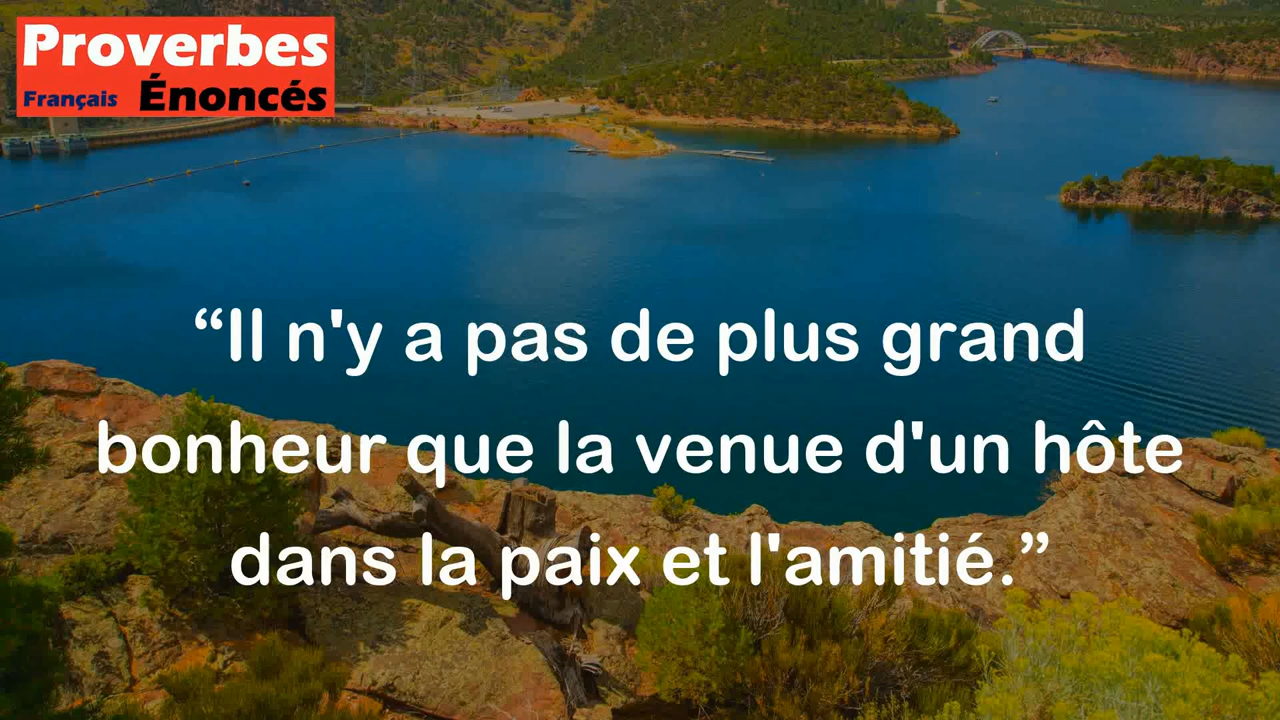 Proverbes
Français Énoncés
“Il n'y a pas de plus grand
bonheur que la venue d'un hôte
dans la paix et l'amitié.”